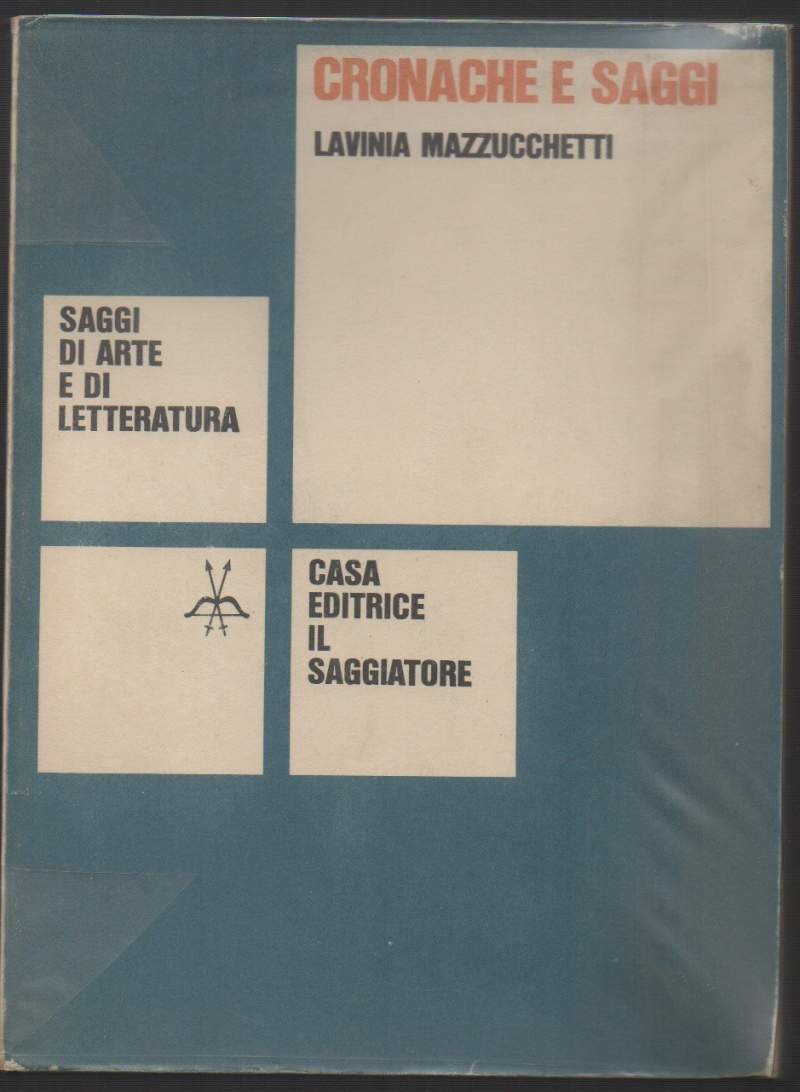 CRONACHE E SAGGI
LAVINIA MAZZUCCHETTI
SAGGI
DI ARTE
E DI
LETTERATURA
CASA
EDITRICE
IL
SAGGIATORE